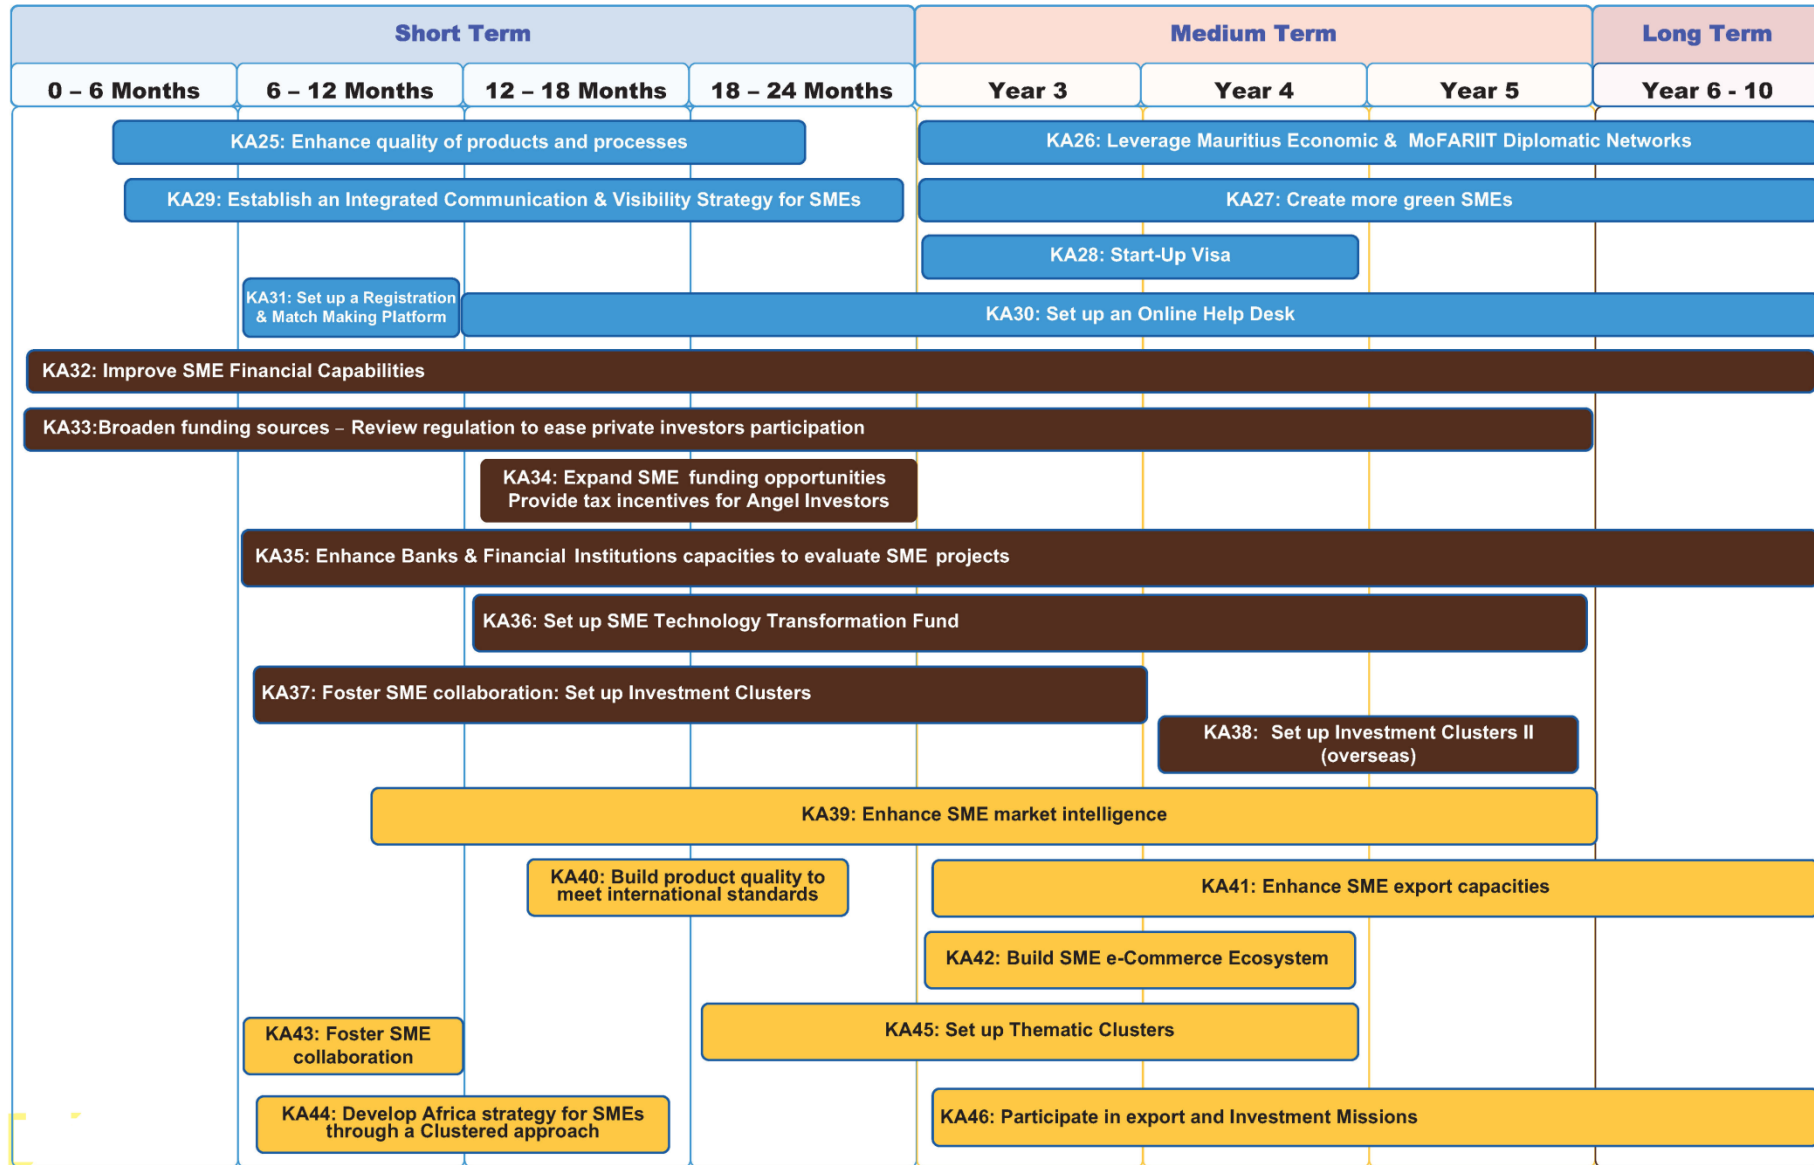 Short Term
Medium Term
Long Term
0 – 6 Months
6 – 12 Months
12 – 18 Months
18 – 24 Months
Year 3
Year 4
Year 5
Year 6 - 10
KA25: Enhance quality of products and processes
KA26: Leverage Mauritius Economic & MoFARIIT Diplomatic Networks
KA29: Establish an Integrated Communication & Visibility Strategy for SMEs
KA27: Create more green SMEs
KA28: Start-Up Visa
KA31: Set up a Registration
& Match Making Platform
KA30: Set up an Online Help Desk
KA32: Improve SME Financial Capabilities
KA33:Broaden funding sources – Review regulation to ease private investors participation
KA34: Expand SME funding opportunities
Provide tax incentives for Angel Investors
KA35: Enhance Banks & Financial Institutions capacities to evaluate SME projects
KA36: Set up SME Technology Transformation Fund
KA37: Foster SME collaboration: Set up Investment Clusters
KA38: Set up Investment Clusters II
(overseas)
KA39: Enhance SME market intelligence
KA40: Build product quality to
meet international standards
KA41: Enhance SME export capacities
KA42: Build SME e-Commerce Ecosystem
KA43: Foster SME
collaboration
KA45: Set up Thematic Clusters
KA44: Develop Africa strategy for SMEs
through a Clustered approach
KA46: Participate in export and Investment Missions